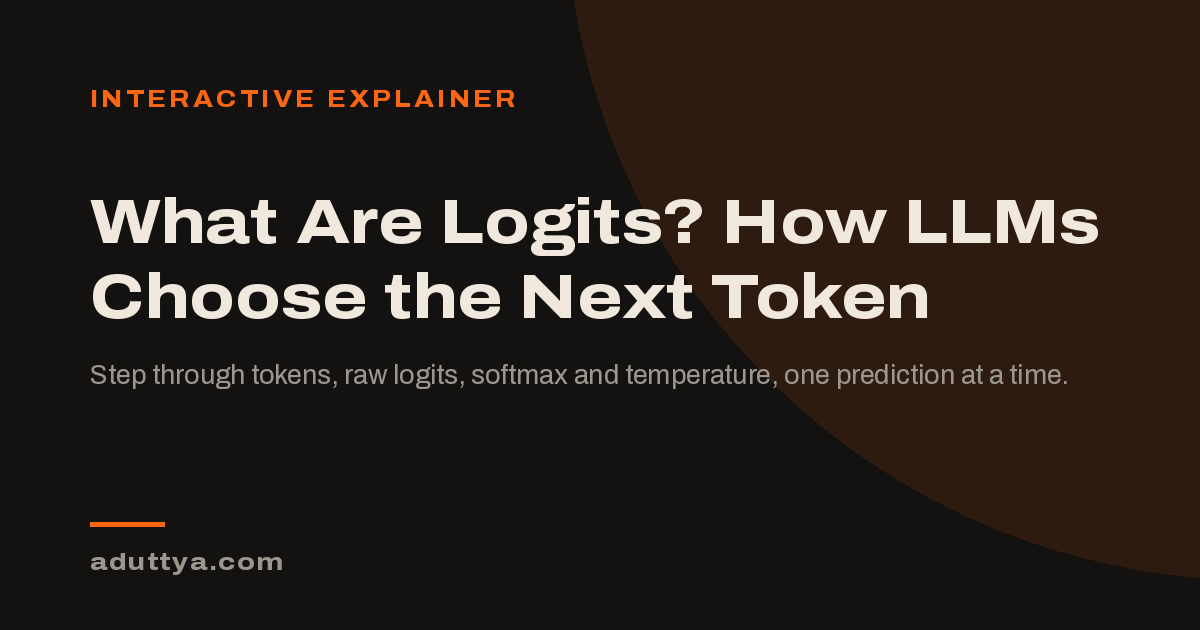 INTERACTIVE EXPLAINER
What Are Logits? How LLMs
Choose the Next Token
Step through tokens, raw logits, softmax and temperature, one prediction at a time.
aduttya.com